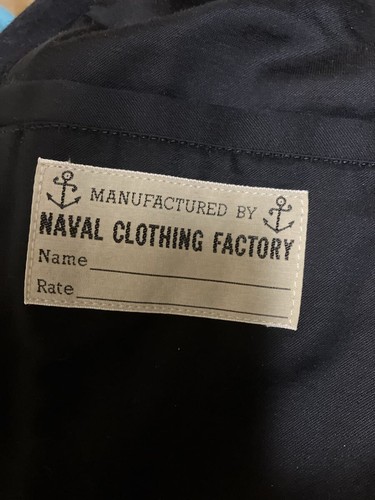 MANUFACTURED BY
NAVAL CLOTHING FACTORY
Name
Rate